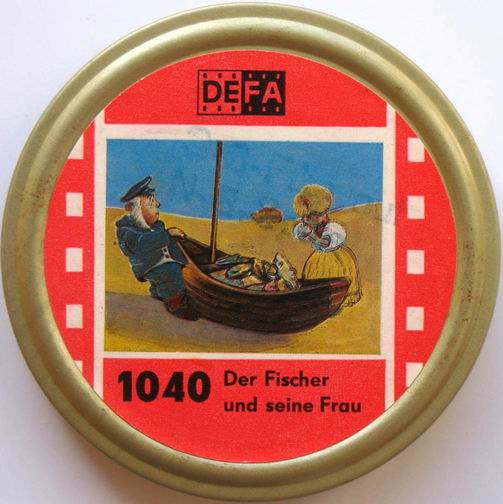 DEFA
1040 Der Fischer
und seine Frau